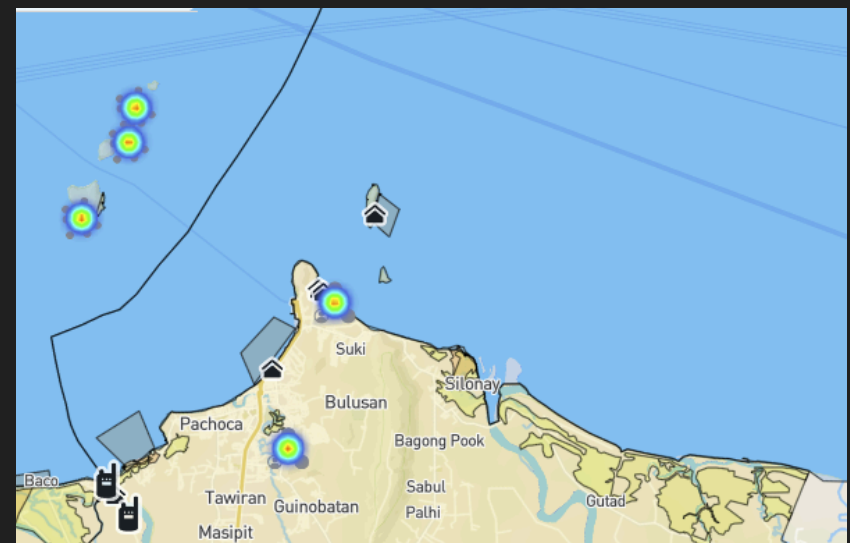 Suki
Silonay
Bulusan
Pachoca
Bagong Pook
Baco
Sabul
Tawiran
Guinobatan
Gutad
Palhi
Masipit